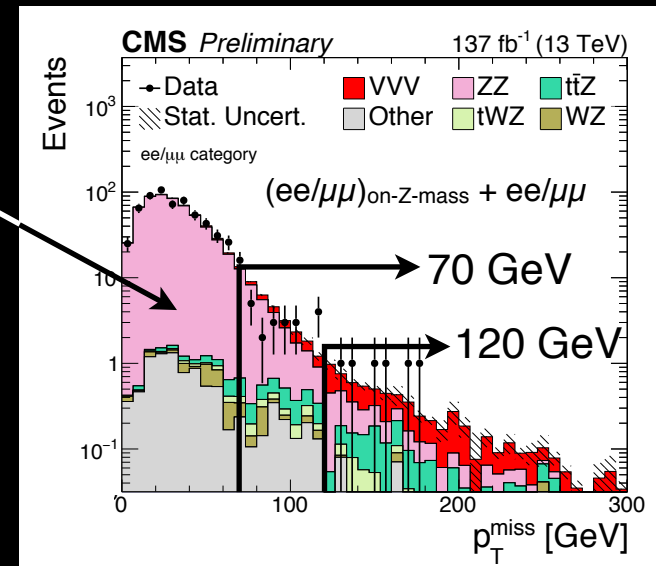 CMS Preliminary 137 fb⁻¹ (13 TeV)
Events
Data VVV ZZ tt̄Z
Stat. Uncert. Other tWZ WZ
ee/μμ category
(ee/μμ)on-Z-mass + ee/μμ
10³
10²
10
1
10⁻¹
70 GeV
120 GeV
0 100 200 300
p_T^miss [GeV]